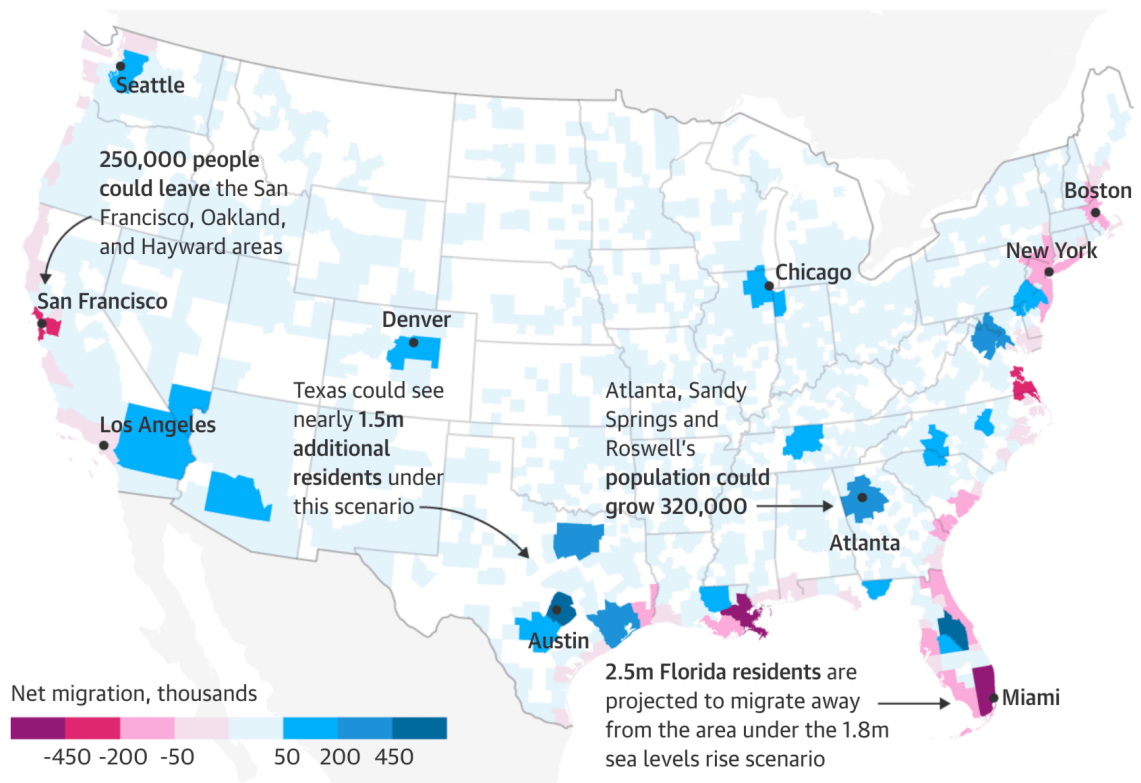 Seattle
250,000 people
could leave the San
Francisco, Oakland,
and Hayward areas
Boston
New York
Chicago
San Francisco
Denver
Texas could see
nearly 1.5m
additional
residents under
this scenario
Atlanta, Sandy
Springs and
Roswell's
population could
grow 320,000
Los Angeles
Atlanta
Austin
2.5m Florida residents are
projected to migrate away
from the area under the 1.8m
sea levels rise scenario
Miami
Net migration, thousands
-450 -200 -50 50 200 450